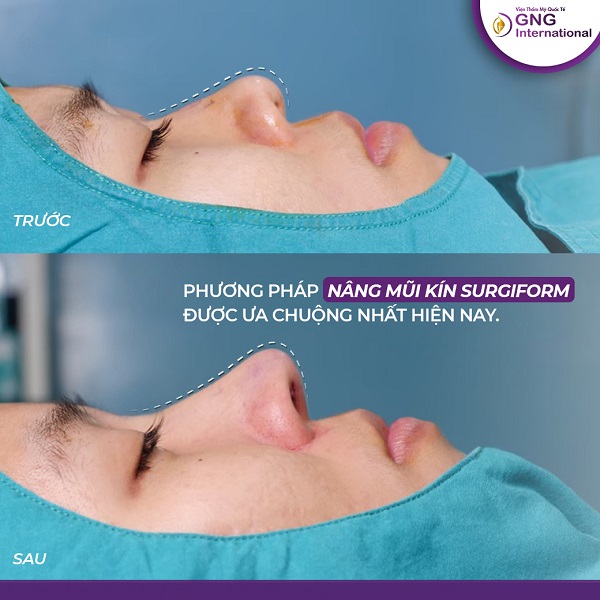 Viện Thẩm Mỹ Quốc Tế
GNG
International
TRƯỚC
PHƯƠNG PHÁP NÂNG MŨI KÍN SURGIFORM
ĐƯỢC ƯA CHUỘNG NHẤT HIỆN NAY.
SAU